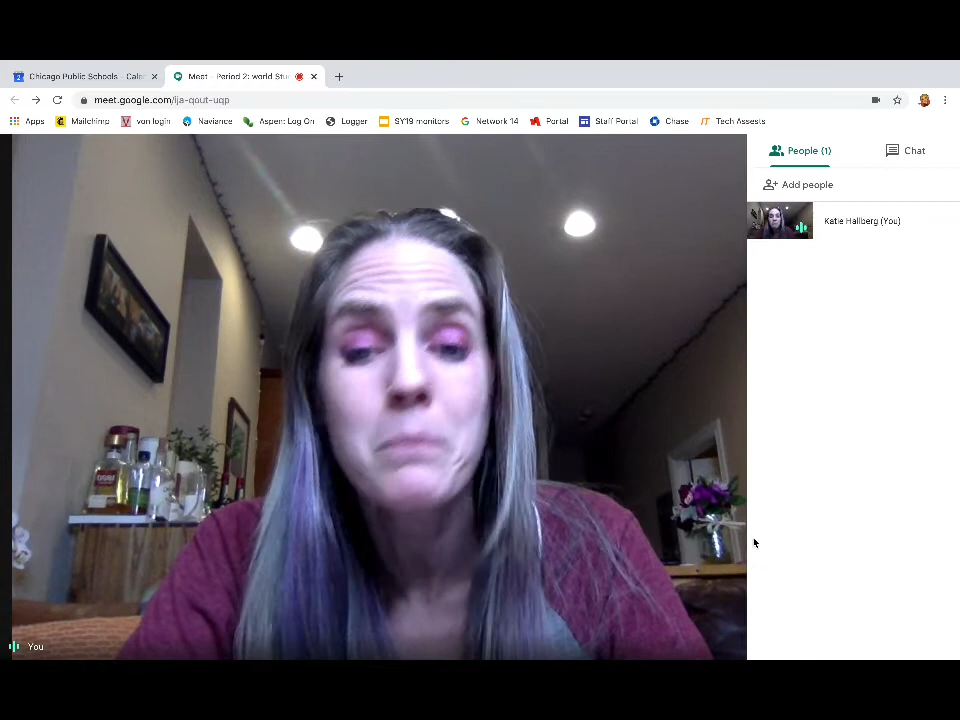 Chicago Public Schools - Cale
Meet - Period 2: world Stu
meet.google.com/ija-qout-uqp
Apps Mailchimp von login Naviance Aspen: Log On Logger SY19 monitors Network 14 Portal Staff Portal Chase Tech Assests
People (1) Chat
Add people
Katie Hallberg (You)
You